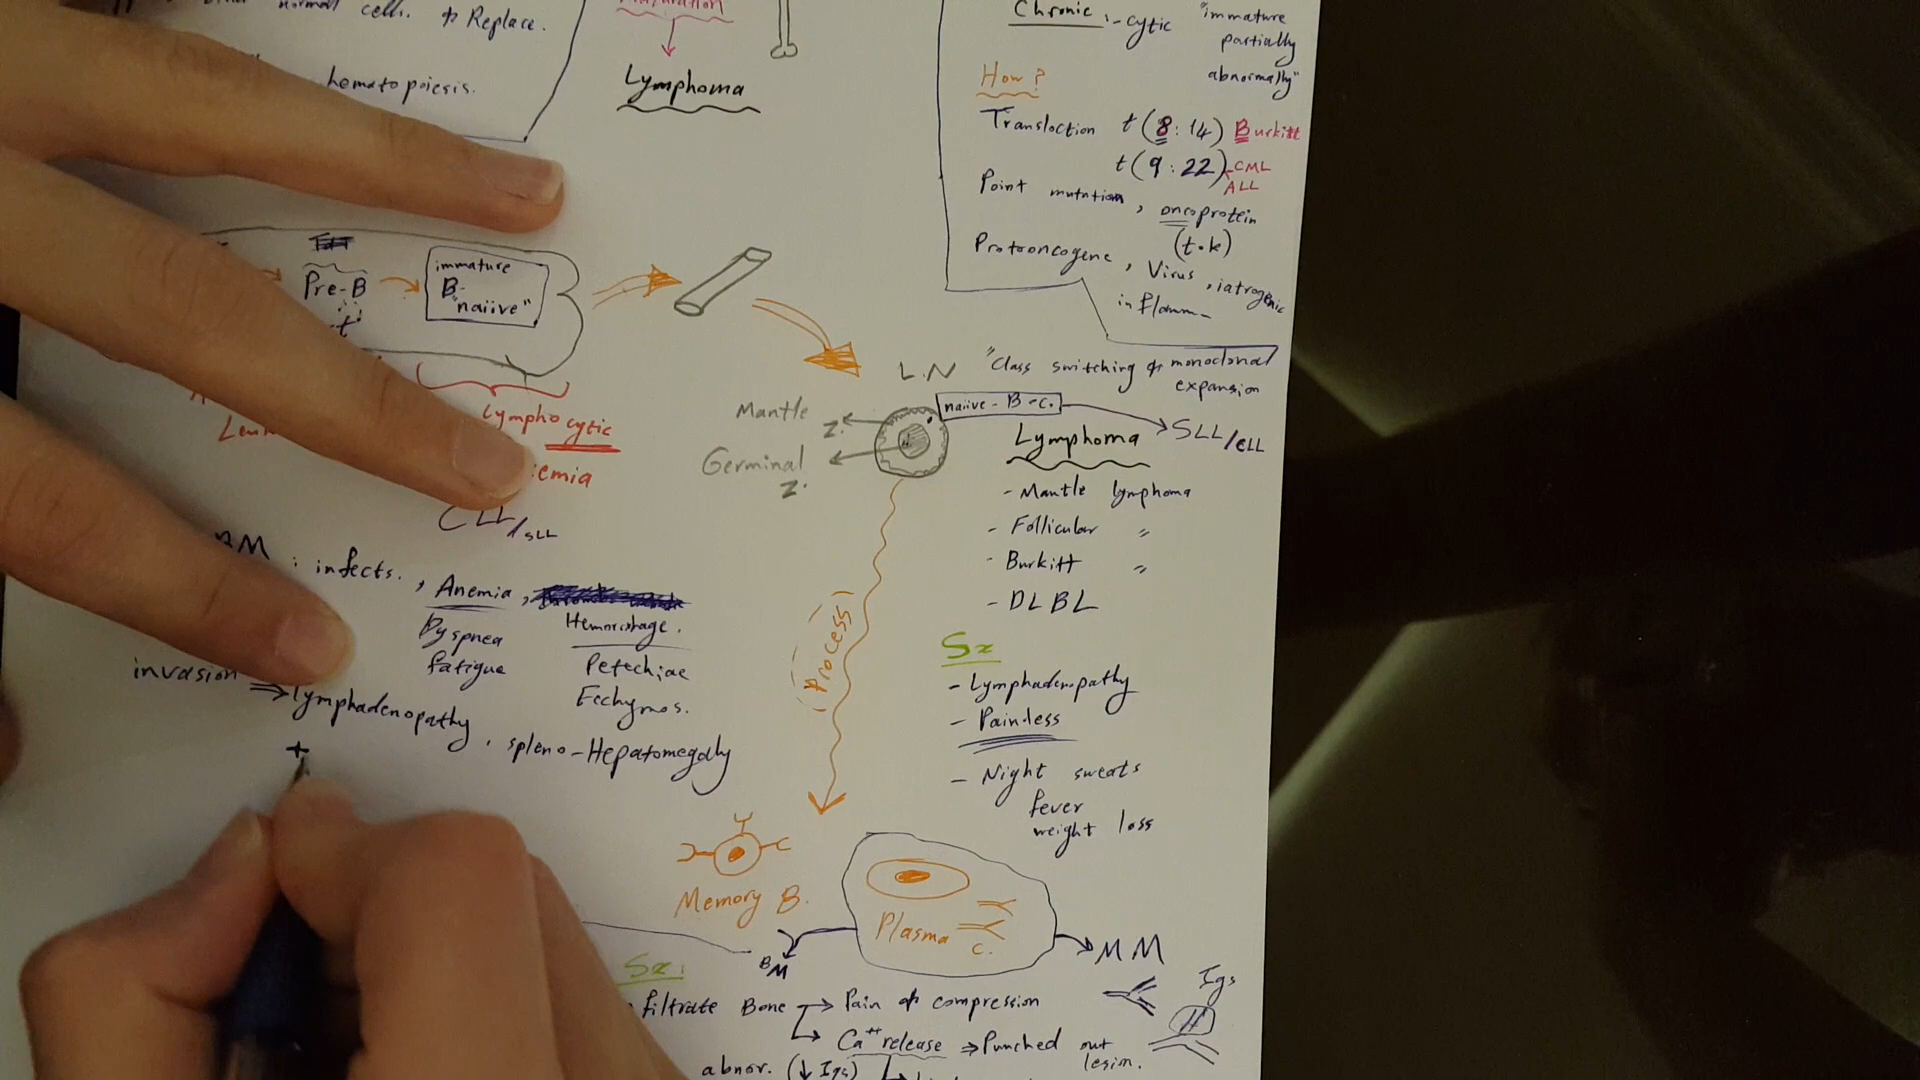 normal cells. & Replace.
hematopoiesis.
Maturation
Lymphoma
Chronic :- cytic "immature
partially
abnormally"
How?
Transloction t(8:14) Burkitt
t(9:22) CML
ALL
Point mutation, oncoprotein
(t.k)
Protooncogene, Virus, iatrogenic
inflamm-
Pre-B
immature
B-
"naiive"
Lymphocytic
emia
CLL/SLL
L.N
"Class switching & monoclonal
expansion
naiive-B-c.
SLL/CLL
Mantle
Z.
Germinal
Z.
Lymphoma
- Mantle lymphoma
- Follicular "
- Burkitt "
- DLBL
Sx
- Lymphadenopathy
- Painless
- Night sweats
fever
weight loss
(Process)
BM : infects., Anemia,
Hemorrhage.
Dyspnea
fatigue
Petechiae
Ecchymos.
invasion ⇒ lymphadenopathy, spleno-Hepatomegaly
+
Memory B.
Plasma
C.
BM
MM
Sx:
filtrate Bone → Pain & compression
Ca++ release ⇒ Punched out
lesion.
Igs
abnor. (↓ Igs)